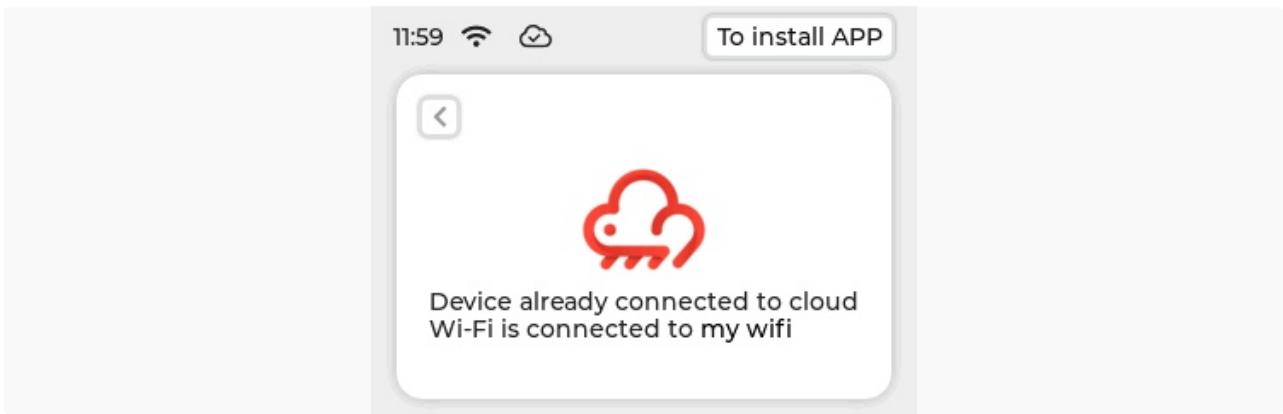 11:59
To install APP
Device already connected to cloud
Wi-Fi is connected to my wifi